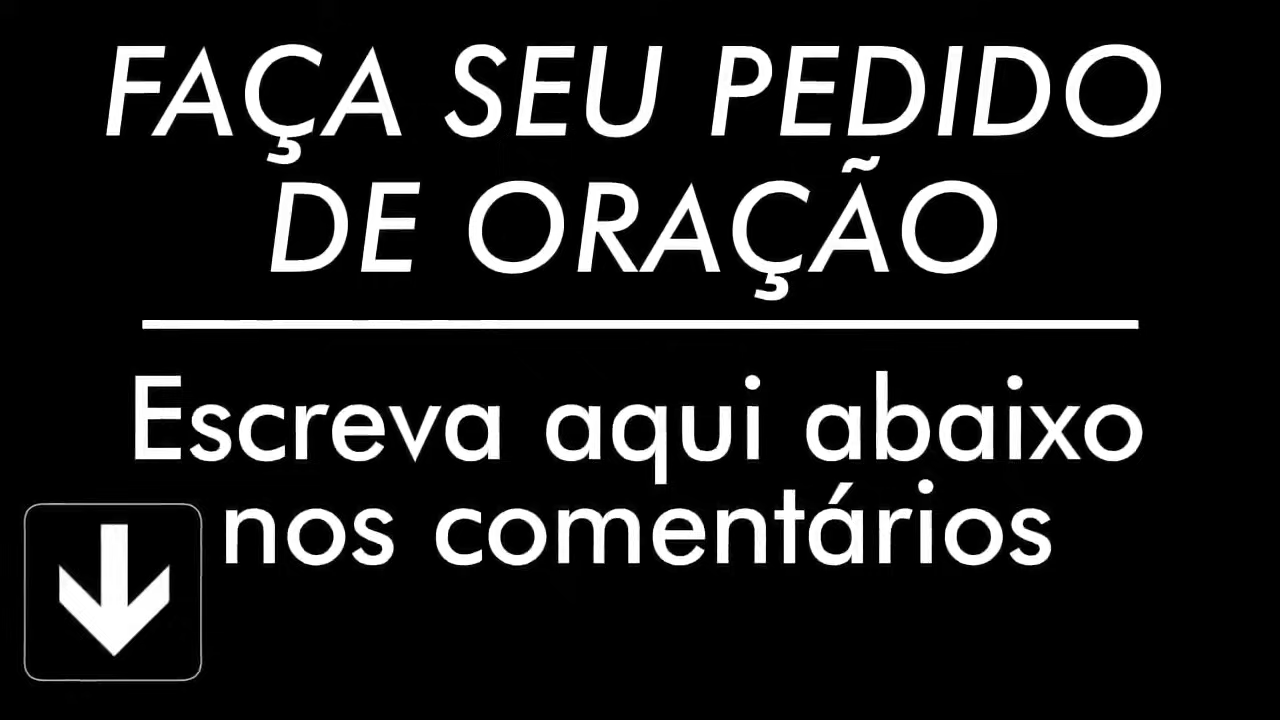 FAÇA SEU PEDIDO
DE ORAÇÃO
Escreva aqui abaixo
nos comentários